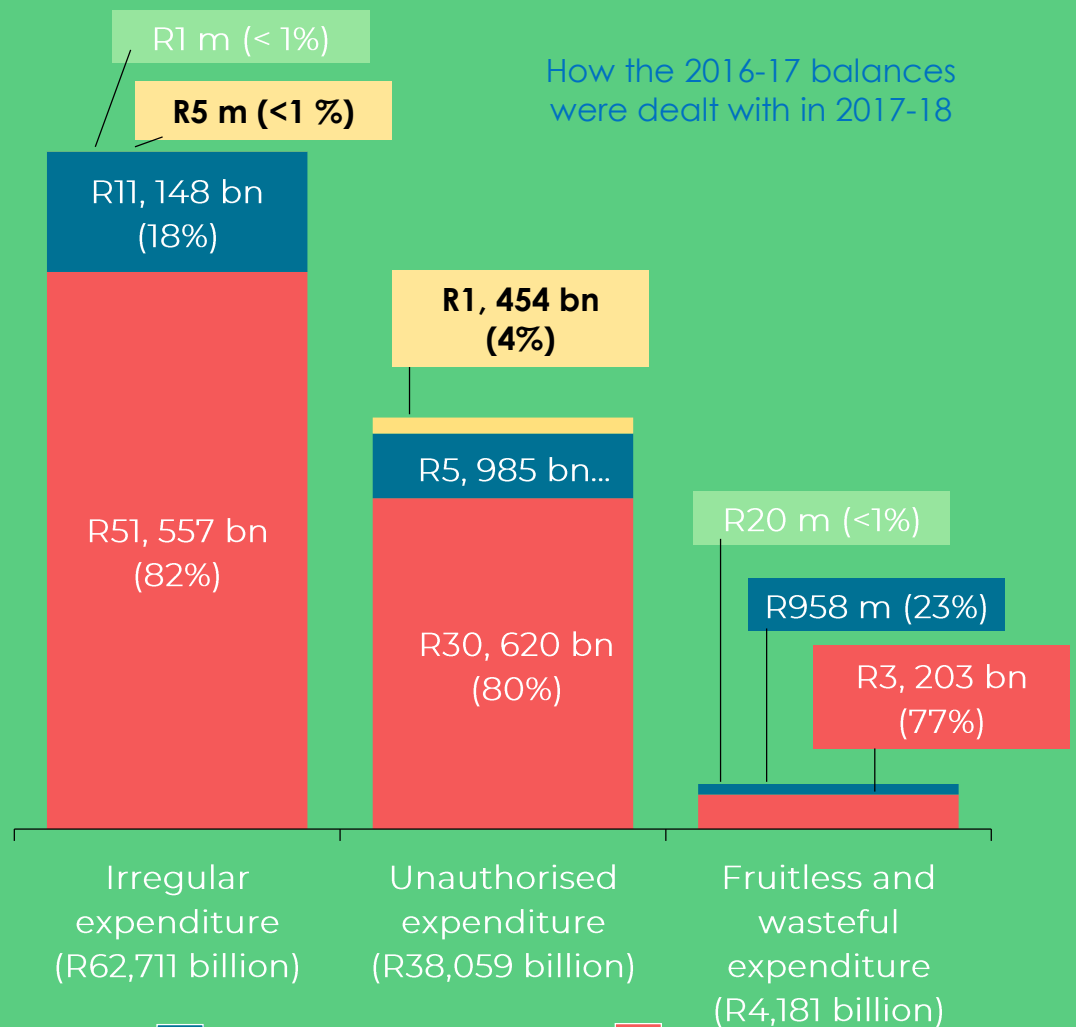 R1 m (< 1%)
How the 2016-17 balances
were dealt with in 2017-18
R5 m (<1 %)
R11, 148 bn
(18%)
R1, 454 bn
(4%)
R5, 985 bn...
R51, 557 bn
(82%)
R20 m (<1%)
R958 m (23%)
R30, 620 bn
(80%)
R3, 203 bn
(77%)
Irregular
expenditure
(R62,711 billion)
Unauthorised
expenditure
(R38,059 billion)
Fruitless and
wasteful
expenditure
(R4,181 billion)